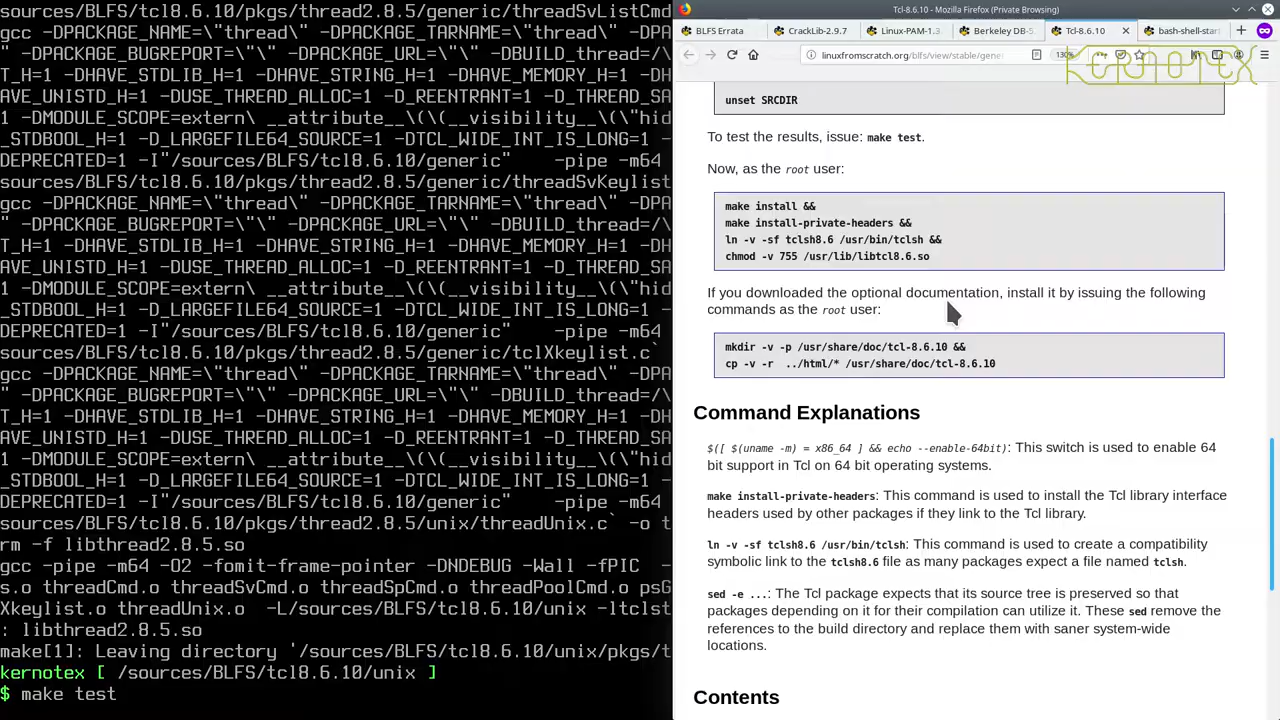 sources/BLFS/tcl8.6.10/pkgs/thread2.8.5/generic/threadSvListCmd
gcc -DPACKAGE_NAME=\"thread\" -DPACKAGE_TARNAME=\"thread\" -DPA
\" -DPACKAGE_BUGREPORT=\"\" -DPACKAGE_URL=\"\" -DBUILD_thread=/\
T_H=1 -DHAVE_STDLIB_H=1 -DHAVE_STRING_H=1 -DHAVE_MEMORY_H=1 -DH
AVE_UNISTD_H=1 -DUSE_THREAD_ALLOC=1 -D_REENTRANT=1 -D_THREAD_SA
-DMODULE_SCOPE=extern\ __attribute__\(\(__visibility__\(\"hid
_STDBOOL_H=1 -D_LARGEFILE64_SOURCE=1 -DTCL_WIDE_INT_IS_LONG=1 -
DEPRECATED=1 -I"/sources/BLFS/tcl8.6.10/generic" -pipe -m64
sources/BLFS/tcl8.6.10/pkgs/thread2.8.5/generic/threadSvKeylist
gcc -DPACKAGE_NAME=\"thread\" -DPACKAGE_TARNAME=\"thread\" -DPA
\" -DPACKAGE_BUGREPORT=\"\" -DPACKAGE_URL=\"\" -DBUILD_thread=/\
T_H=1 -DHAVE_STDLIB_H=1 -DHAVE_STRING_H=1 -DHAVE_MEMORY_H=1 -DH
AVE_UNISTD_H=1 -DUSE_THREAD_ALLOC=1 -D_REENTRANT=1 -D_THREAD_SA
-DMODULE_SCOPE=extern\ __attribute__\(\(__visibility__\(\"hid
_STDBOOL_H=1 -D_LARGEFILE64_SOURCE=1 -DTCL_WIDE_INT_IS_LONG=1 -
DEPRECATED=1 -I"/sources/BLFS/tcl8.6.10/generic" -pipe -m64
sources/BLFS/tcl8.6.10/pkgs/thread2.8.5/generic/tclXkeylist.c`
gcc -DPACKAGE_NAME=\"thread\" -DPACKAGE_TARNAME=\"thread\" -DPA
\" -DPACKAGE_BUGREPORT=\"\" -DPACKAGE_URL=\"\" -DBUILD_thread=/\
T_H=1 -DHAVE_STDLIB_H=1 -DHAVE_STRING_H=1 -DHAVE_MEMORY_H=1 -DH
AVE_UNISTD_H=1 -DUSE_THREAD_ALLOC=1 -D_REENTRANT=1 -D_THREAD_SA
-DMODULE_SCOPE=extern\ __attribute__\(\(__visibility__\(\"hid
_STDBOOL_H=1 -D_LARGEFILE64_SOURCE=1 -DTCL_WIDE_INT_IS_LONG=1 -
DEPRECATED=1 -I"/sources/BLFS/tcl8.6.10/generic" -pipe -m64
sources/BLFS/tcl8.6.10/pkgs/thread2.8.5/unix/threadUnix.c` -o t
rm -f libthread2.8.5.so
gcc -pipe -m64 -O2 -fomit-frame-pointer -DNDEBUG -Wall -fPIC -
s.o threadCmd.o threadSvCmd.o threadSpCmd.o threadPoolCmd.o psG
Xkeylist.o threadUnix.o -L/sources/BLFS/tcl8.6.10/unix -ltclst
: libthread2.8.5.so
make[1]: Leaving directory '/sources/BLFS/tcl8.6.10/unix/pkgs/t
kernotex [ /sources/BLFS/tcl8.6.10/unix ]
$ make test
Tcl-8.6.10 - Mozilla Firefox (Private Browsing)
BLFS Errata
CrackLib-2.9.7
Linux-PAM-1.3
Berkeley DB-5.
Tcl-8.6.10
bash-shell-start
linuxfromscratch.org/blfs/view/stable/gene
130%
kernotex
unset SRCDIR
To test the results, issue: make test.
Now, as the root user:
make install &&
make install-private-headers &&
ln -v -sf tclsh8.6 /usr/bin/tclsh &&
chmod -v 755 /usr/lib/libtcl8.6.so
If you downloaded the optional documentation, install it by issuing the following
commands as the root user:
mkdir -v -p /usr/share/doc/tcl-8.6.10 &&
cp -v -r ../html/* /usr/share/doc/tcl-8.6.10
Command Explanations
$([ $(uname -m) = x86_64 ] && echo --enable-64bit): This switch is used to enable 64
bit support in Tcl on 64 bit operating systems.
make install-private-headers: This command is used to install the Tcl library interface
headers used by other packages if they link to the Tcl library.
ln -v -sf tclsh8.6 /usr/bin/tclsh: This command is used to create a compatibility
symbolic link to the tclsh8.6 file as many packages expect a file named tclsh.
sed -e ...: The Tcl package expects that its source tree is preserved so that
packages depending on it for their compilation can utilize it. These sed remove the
references to the build directory and replace them with saner system-wide
locations.
Contents